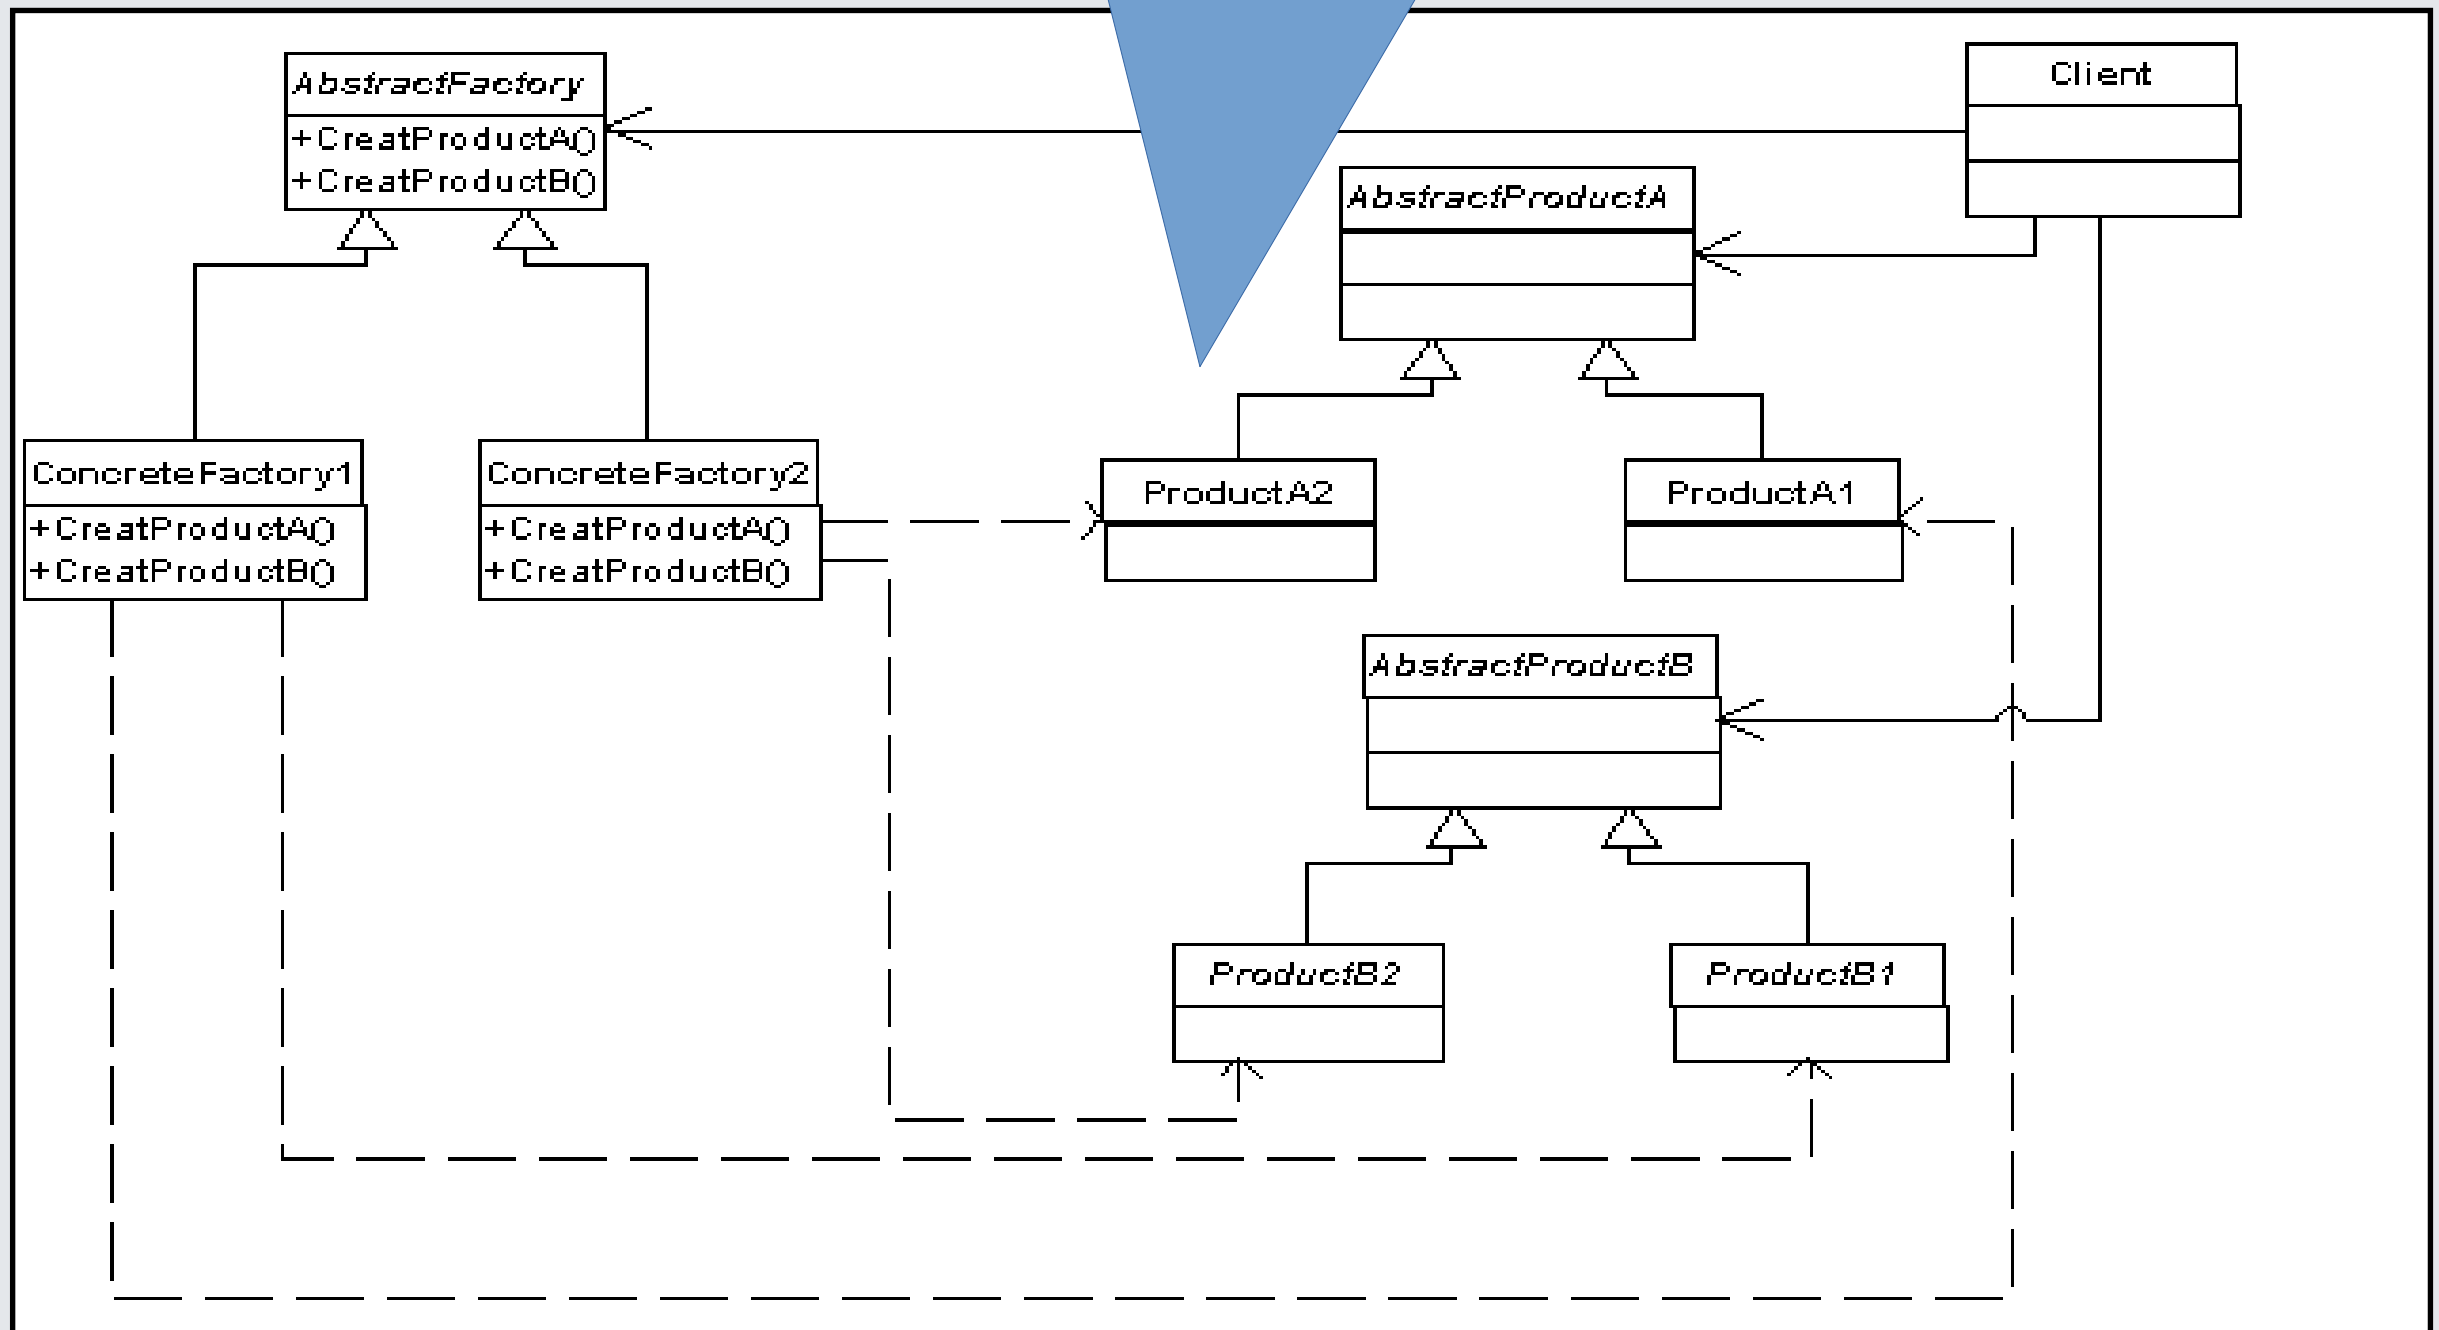 AbstractFactory
+CreatProductA()
+CreatProductB()
Client
AbstractProductA
ConcreteFactory1
+CreatProductA()
+CreatProductB()
ConcreteFactory2
+CreatProductA()
+CreatProductB()
ProductA2
ProductA1
AbstractProductB
ProductB2
ProductB1